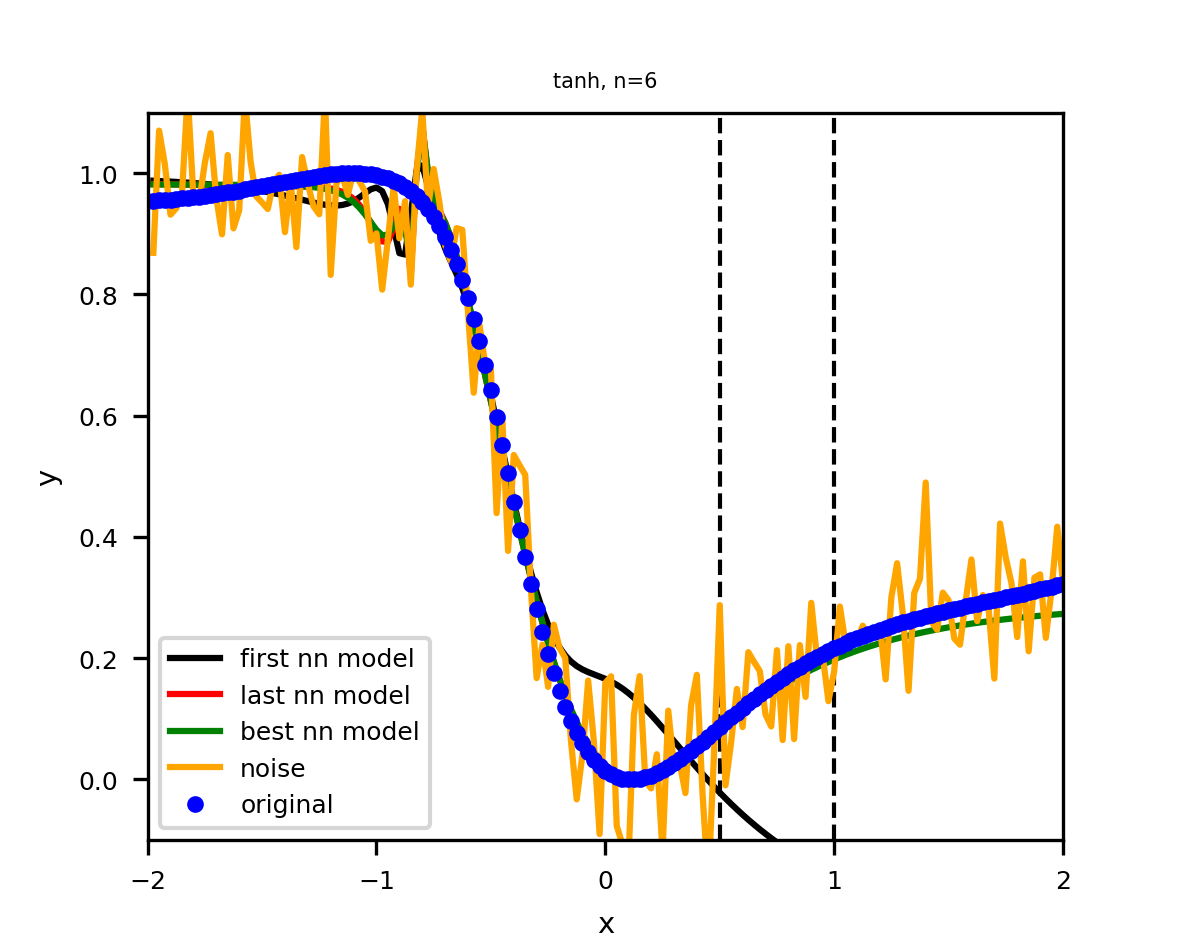 tanh, n=6
1.0
0.8
0.6
0.4
0.2
0.0
y
first nn model
last nn model
best nn model
noise
original
−2
−1
0
1
2
x